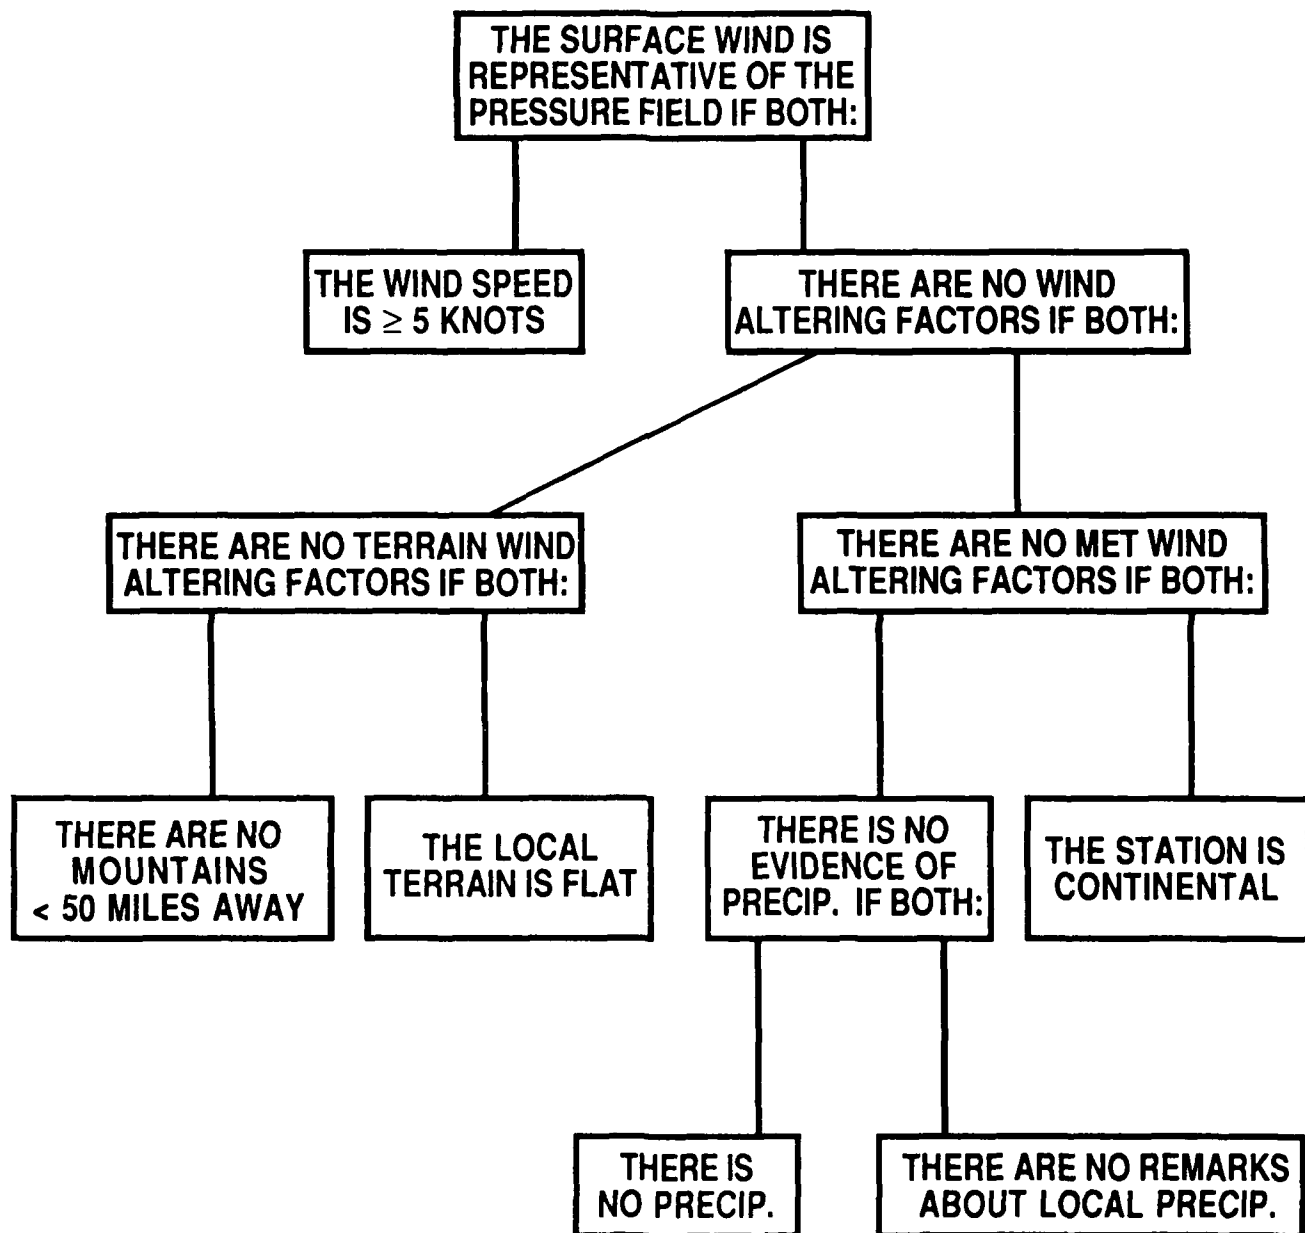 THE SURFACE WIND IS
REPRESENTATIVE OF THE
PRESSURE FIELD IF BOTH:
THE WIND SPEED
IS ≥ 5 KNOTS
THERE ARE NO WIND
ALTERING FACTORS IF BOTH:
THERE ARE NO TERRAIN WIND
ALTERING FACTORS IF BOTH:
THERE ARE NO MET WIND
ALTERING FACTORS IF BOTH:
THERE ARE NO
MOUNTAINS
< 50 MILES AWAY
THE LOCAL
TERRAIN IS FLAT
THERE IS NO
EVIDENCE OF
PRECIP. IF BOTH:
THE STATION IS
CONTINENTAL
THERE IS
NO PRECIP.
THERE ARE NO REMARKS
ABOUT LOCAL PRECIP.